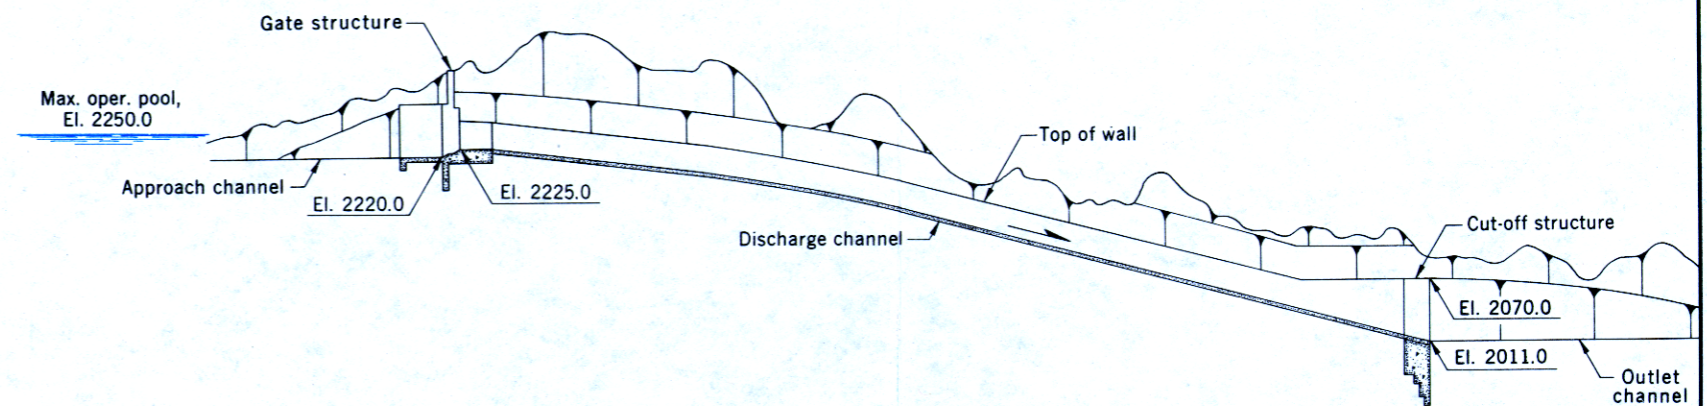 Gate structure
Max. oper. pool,
El. 2250.0
Approach channel
El. 2220.0
El. 2225.0
Top of wall
Discharge channel
Cut-off structure
El. 2070.0
El. 2011.0
Outlet
channel